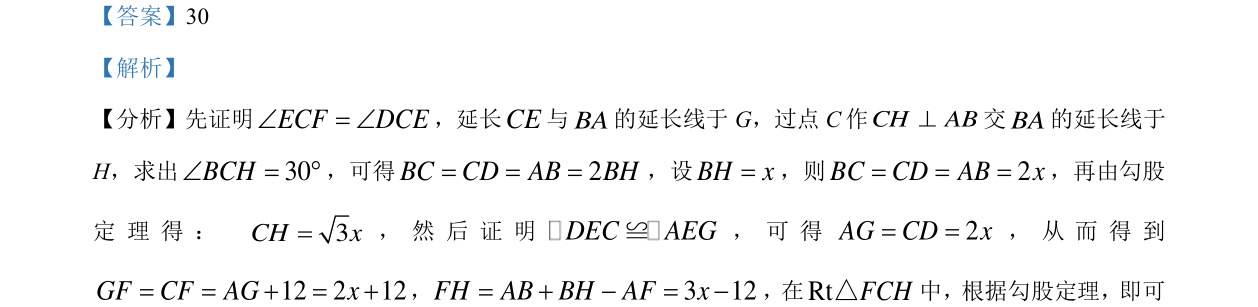 【答案】30
【解析】
【分析】先证明∠ECF = ∠DCE，延长CE与BA的延长线于 G，过点 C 作CH ⊥ AB 交BA的延长线于
H，求出∠BCH = 30°，可得BC = CD = AB = 2BH，设BH = x，则BC = CD = AB = 2x，再由勾股
定理得： CH = √3x，然后证明□DEC≌□AEG，可得 AG = CD = 2x，从而得到
GF = CF = AG+12 = 2x+12，FH = AB + BH − AF = 3x−12，在Rt△FCH中，根据勾股定理，即可